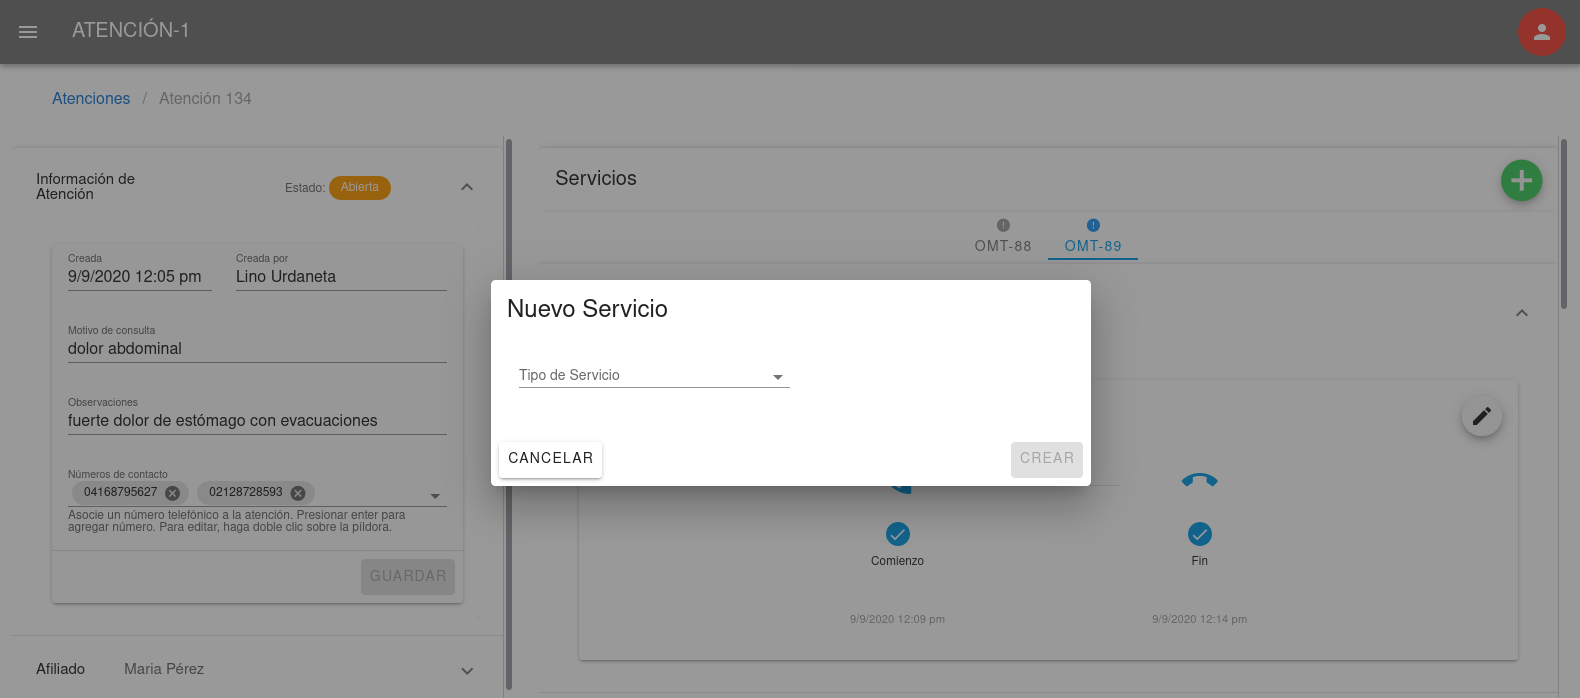 ATENCIÓN-1
Atenciones / Atención 134
Información de
Atención
Estado: Abierta
Creada
9/9/2020 12:05 pm
Creada por
Lino Urdaneta
Motivo de consulta
dolor abdominal
Observaciones
fuerte dolor de estómago con evacuaciones
Números de contacto
04168795627 02128728593
Asocie un número telefónico a la atención. Presionar enter para
agregar número. Para editar, haga doble clic sobre la píldora.
GUARDAR
Afiliado Maria Pérez
Servicios
OMT-88 OMT-89
Nuevo Servicio
Tipo de Servicio
CANCELAR CREAR
Comienzo Fin
9/9/2020 12:09 pm 9/9/2020 12:14 pm